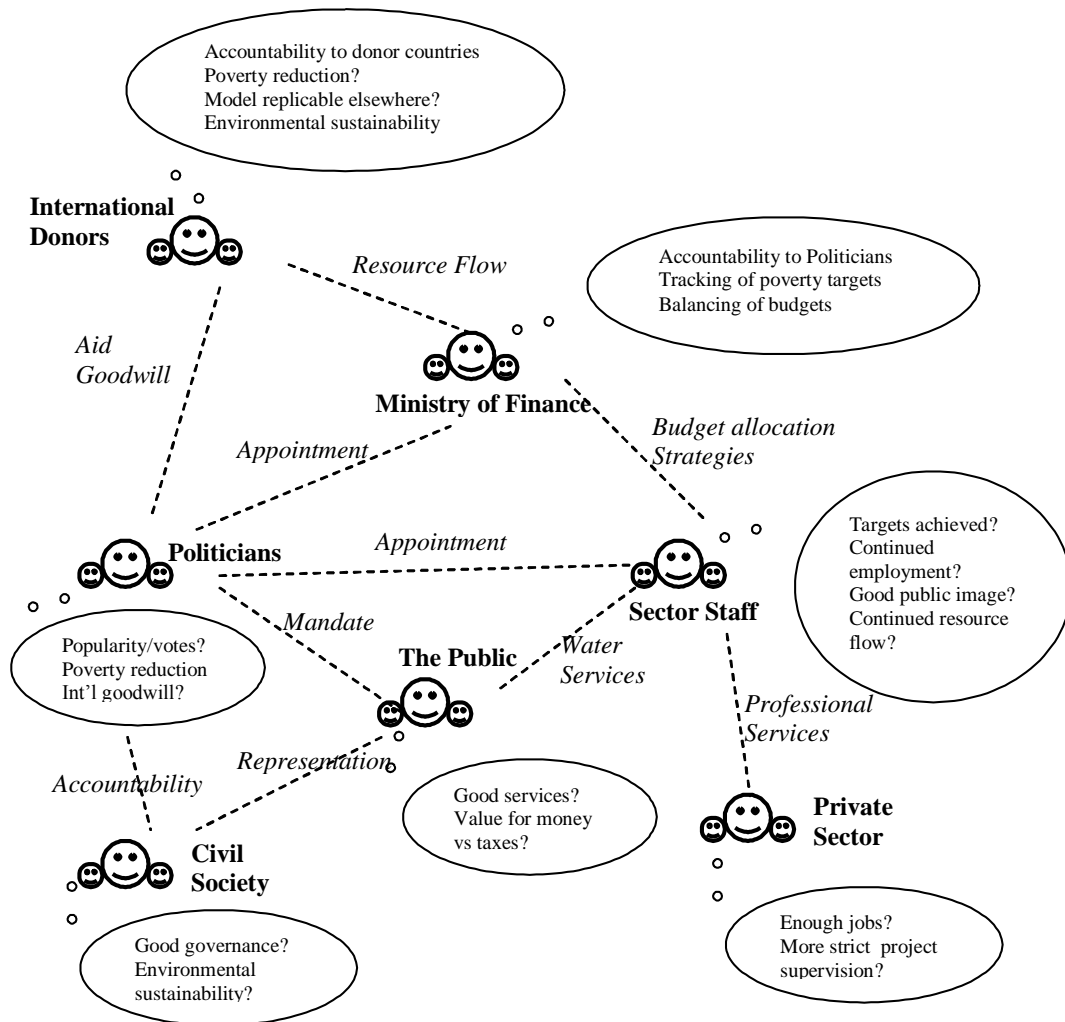 Accountability to donor countries
Poverty reduction?
Model replicable elsewhere?
Environmental sustainability
International
Donors
Resource Flow
Accountability to Politicians
Tracking of poverty targets
Balancing of budgets
Aid
Goodwill
Ministry of Finance
Appointment
Budget allocation
Strategies
Politicians
Appointment
Targets achieved?
Continued
employment?
Good public image?
Continued resource
flow?
Sector Staff
Mandate
Popularity/votes?
Poverty reduction
Int'l goodwill?
The Public
Water
Services
Professional
Services
Representation
Accountability
Good services?
Value for money
vs taxes?
Private
Sector
Civil
Society
Good governance?
Environmental
sustainability?
Enough jobs?
More strict project
supervision?